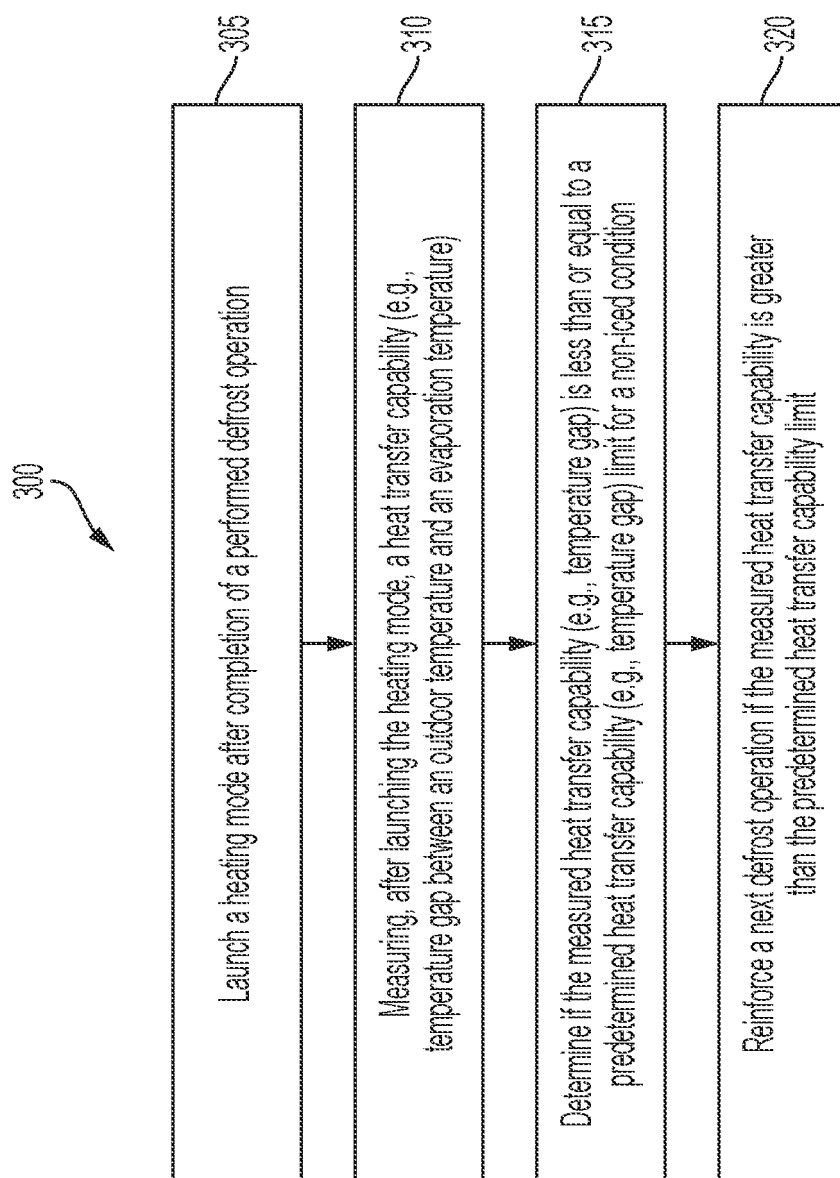 300
Launch a heating mode after completion of a performed defrost operation
305
Measuring, after launching the heating mode, a heat transfer capability (e.g.,
temperature gap between an outdoor temperature and an evaporation temperature)
310
Determine if the measured heat transfer capability (e.g., temperature gap) is less than or equal to a
predetermined heat transfer capability (e.g., temperature gap) limit for a non-iced condition
315
Reinforce a next defrost operation if the measured heat transfer capability is greater
than the predetermined heat transfer capability limit
320